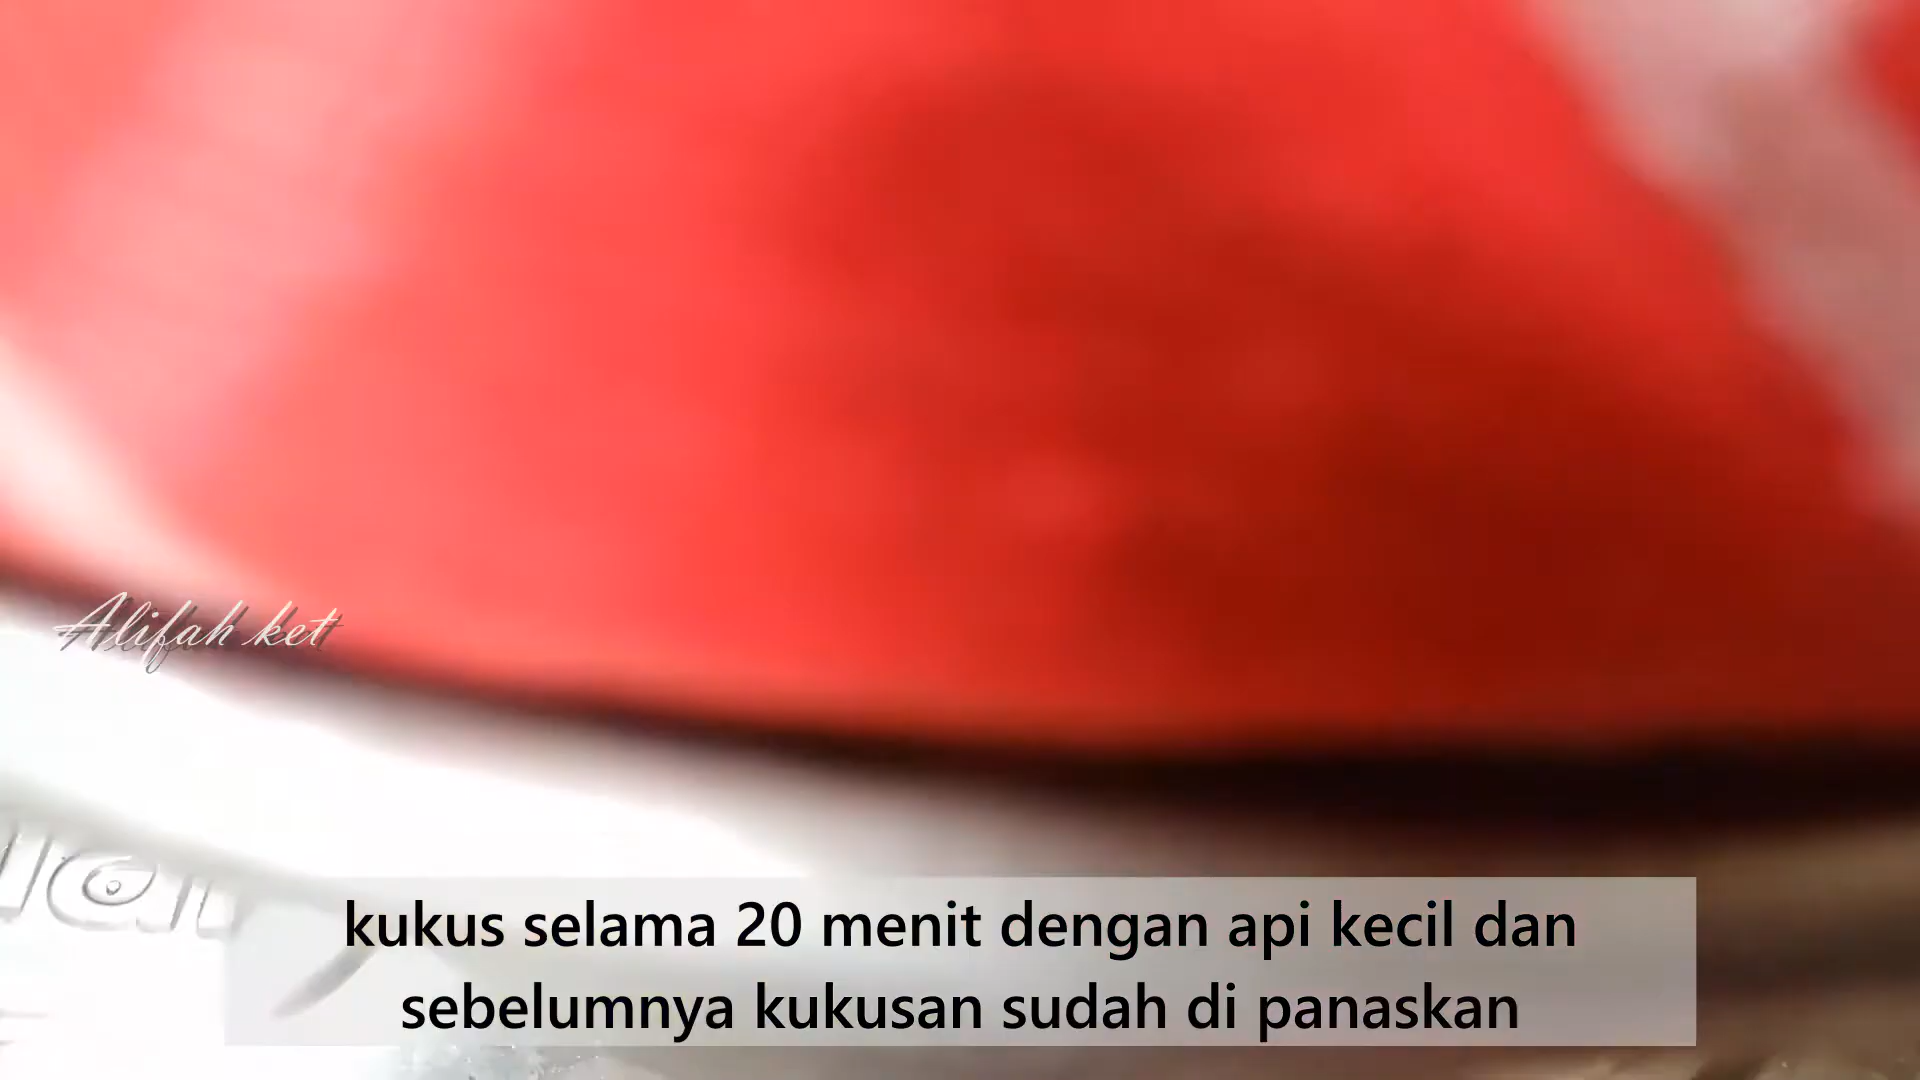 Alifah ket
kukus selama 20 menit dengan api kecil dan
sebelumnya kukusan sudah di panaskan